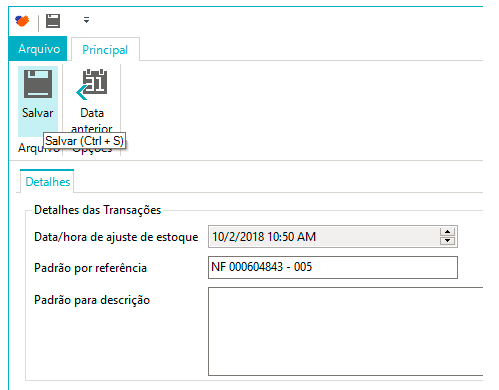 Arquivo Principal
31
Salvar Data
anterior
Salvar (Ctrl + S)
Arquivo Opções
Detalhes
Detalhes das Transações
Data/hora de ajuste de estoque 10/2/2018 10:50 AM
Padrão por referência NF 000604843 - 005
Padrão para descrição